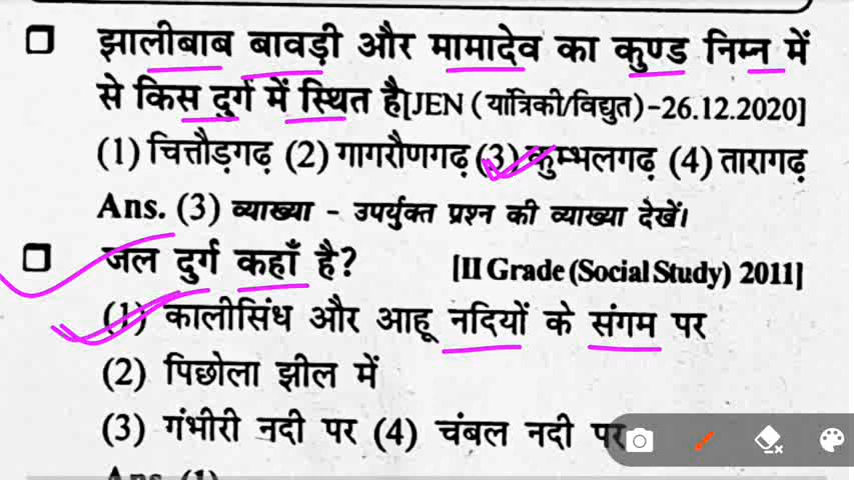 झालीबाब बावड़ी और मामादेव का कुण्ड निम्न में
से किस दुर्ग में स्थित है[JEN (यांत्रिकी/विद्युत)-26.12.2020]
(1) चित्तौड़गढ़ (2) गागरौणगढ़ (3) कुम्भलगढ़ (4) तारागढ़
Ans. (3) व्याख्या - उपर्युक्त प्रश्न की व्याख्या देखें।
जल दुर्ग कहाँ है? [II Grade (Social Study) 2011]
(1) कालीसिंध और आहू नदियों के संगम पर
(2) पिछोला झील में
(3) गंभीरी नदी पर (4) चंबल नदी पर
Ans. (1)